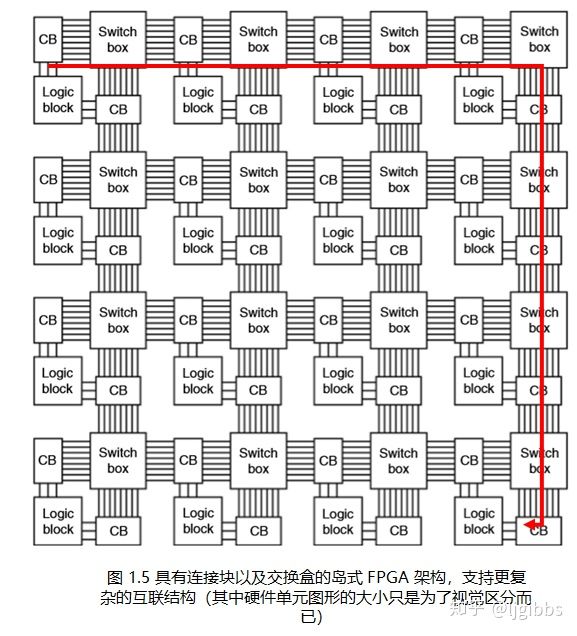 CB Switch CB Switch CB Switch CB Switch
box box box box
Logic Logic Logic Logic
block CB block CB block CB block CB
CB Switch CB Switch CB Switch CB Switch
box box box box
Logic Logic Logic Logic
block CB block CB block CB block CB
CB Switch CB Switch CB Switch CB Switch
box box box box
Logic Logic Logic Logic
block CB block CB block CB block CB
CB Switch CB Switch CB Switch CB Switch
box box box box
Logic Logic Logic Logic
block CB block CB block CB block CB
图 1.5 具有连接块以及交换盒的岛式 FPGA 架构，支持更复
杂的互联结构（其中硬件单元图形的大小只是为了视觉区分而
已）
知乎 @ljgibbs